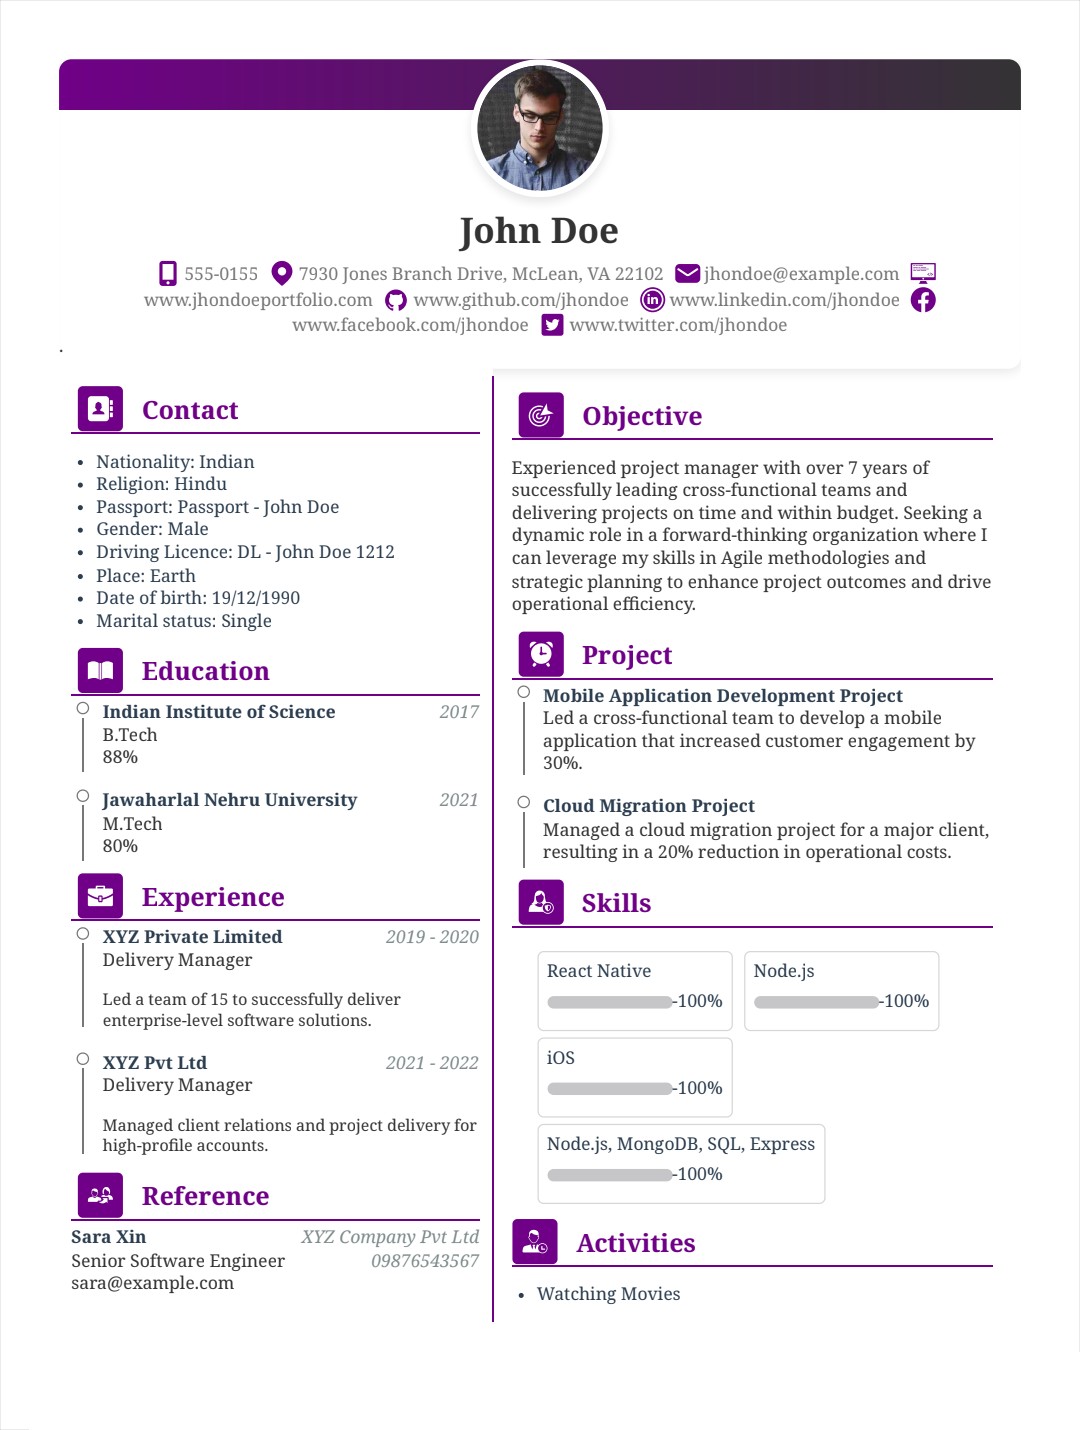 John Doe
555-0155 7930 Jones Branch Drive, McLean, VA 22102 jhondoe@example.com
www.jhondoeportfolio.com www.github.com/jhondoe www.linkedin.com/jhondoe
www.facebook.com/jhondoe www.twitter.com/jhondoe
.
Contact
• Nationality: Indian
• Religion: Hindu
• Passport: Passport - John Doe
• Gender: Male
• Driving Licence: DL - John Doe 1212
• Place: Earth
• Date of birth: 19/12/1990
• Marital status: Single
Education
Indian Institute of Science 2017
B.Tech
88%
Jawaharlal Nehru University 2021
M.Tech
80%
Experience
XYZ Private Limited 2019 - 2020
Delivery Manager
Led a team of 15 to successfully deliver
enterprise-level software solutions.
XYZ Pvt Ltd 2021 - 2022
Delivery Manager
Managed client relations and project delivery for
high-profile accounts.
Reference
Sara Xin XYZ Company Pvt Ltd
Senior Software Engineer 09876543567
sara@example.com
Objective
Experienced project manager with over 7 years of
successfully leading cross-functional teams and
delivering projects on time and within budget. Seeking a
dynamic role in a forward-thinking organization where I
can leverage my skills in Agile methodologies and
strategic planning to enhance project outcomes and drive
operational efficiency.
Project
Mobile Application Development Project
Led a cross-functional team to develop a mobile
application that increased customer engagement by
30%.
Cloud Migration Project
Managed a cloud migration project for a major client,
resulting in a 20% reduction in operational costs.
Skills
React Native Node.js
-100% -100%
iOS
-100%
Node.js, MongoDB, SQL, Express
-100%
Activities
• Watching Movies